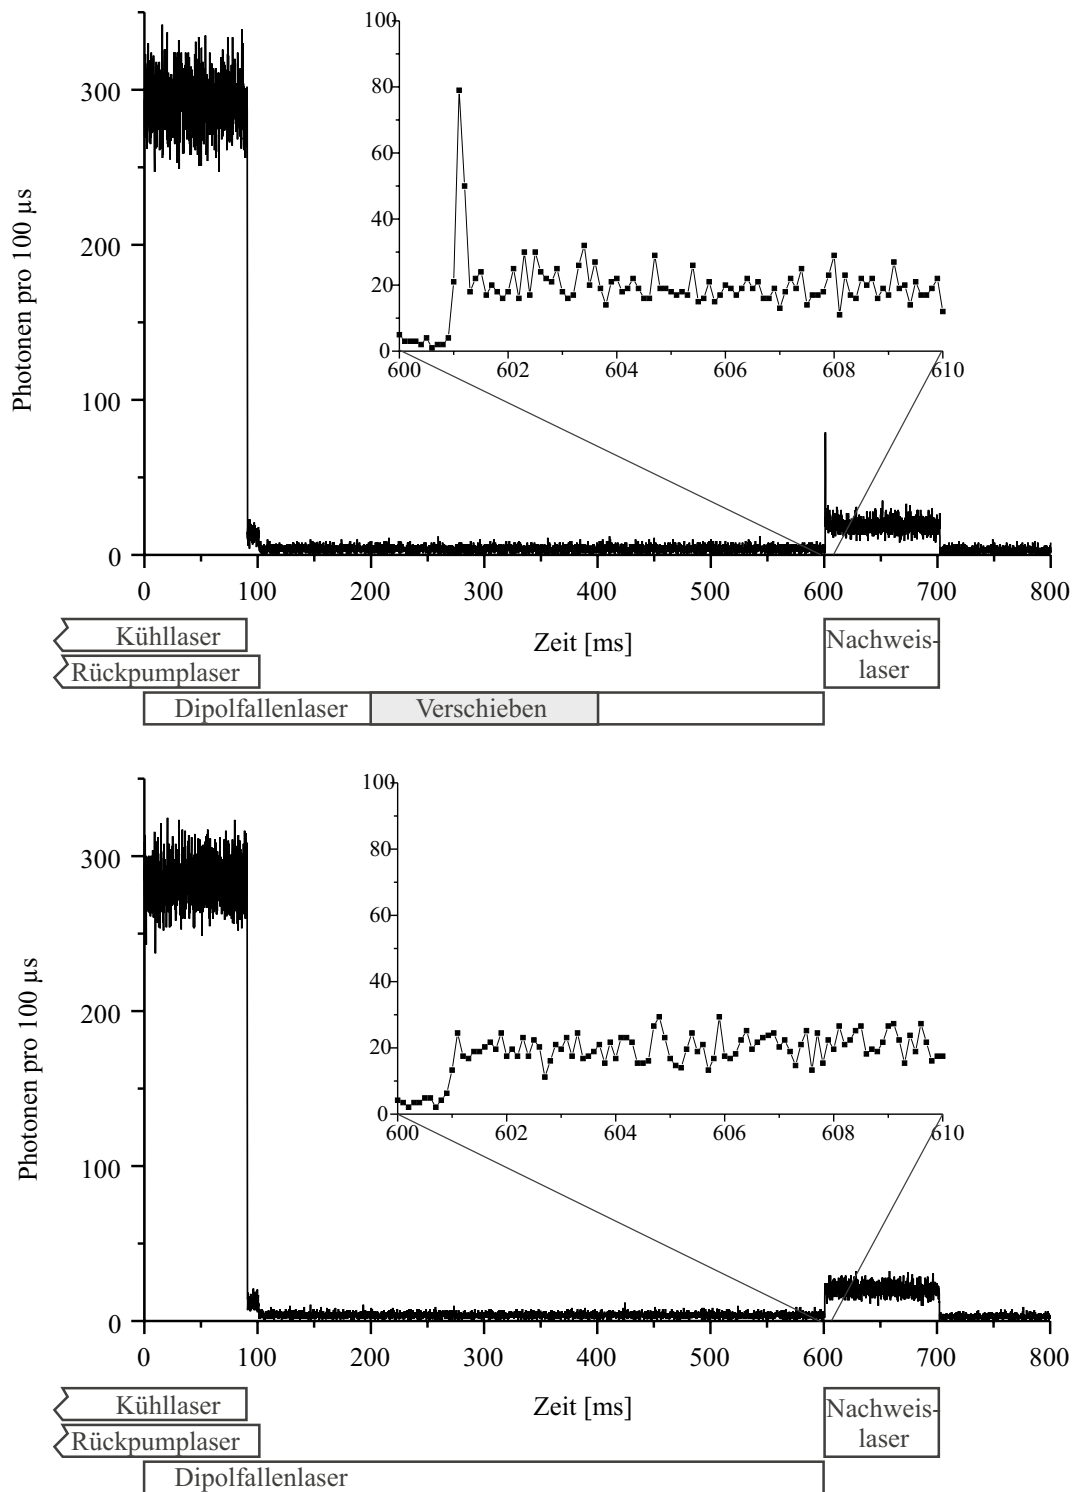 Photonen pro 100 µs
300
200
100
0
100
80
60
40
20
0
600 602 604 606 608 610
0 100 200 300 400 500 600 700 800
Zeit [ms]
Kühllaser
Rückpumplaser
Dipolfallenlaser
Verschieben
Nachweis-
laser
Photonen pro 100 µs
300
200
100
0
100
80
60
40
20
0
600 602 604 606 608 610
0 100 200 300 400 500 600 700 800
Zeit [ms]
Kühllaser
Rückpumplaser
Dipolfallenlaser
Nachweis-
laser